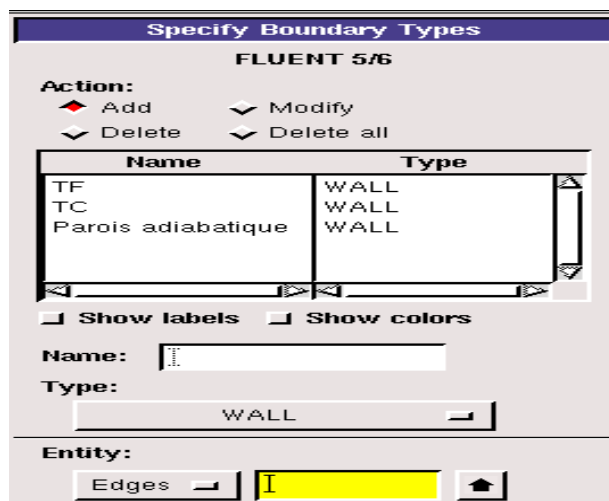 Specify Boundary Types
FLUENT 5/6
Action:
Add Modify
Delete Delete all
Name Type
TF WALL
TC WALL
Parois adiabatique WALL
Show labels Show colors
Name:
Type:
WALL
Entity:
Edges